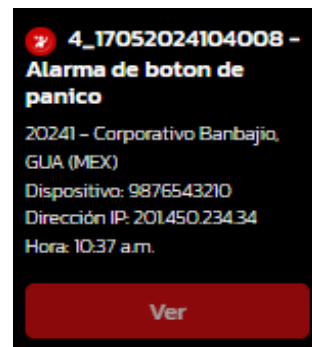 4_17052024104008 -
Alarma de boton de
panico
20241 - Corporativo Banbajio,
GUA (MEX)
Dispositivo: 9876543210
Dirección IP: 201.450.234.34
Hora: 10:37 a.m.
Ver